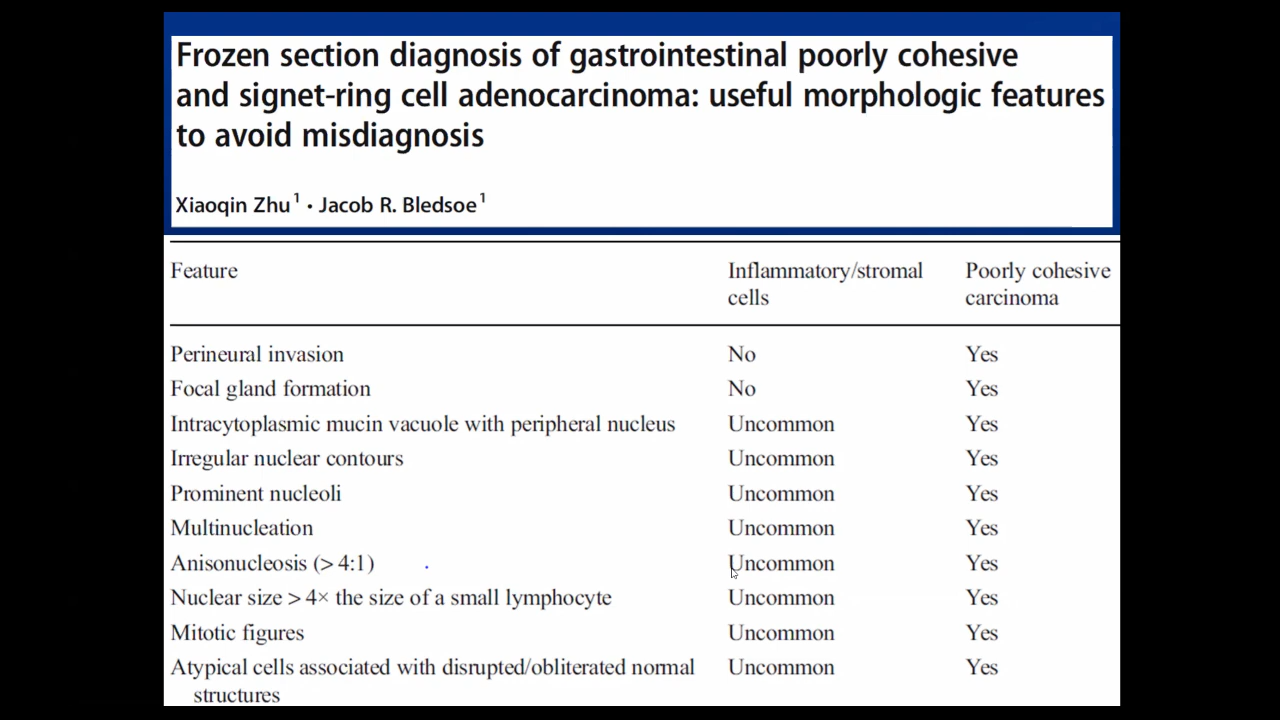 Frozen section diagnosis of gastrointestinal poorly cohesive
and signet-ring cell adenocarcinoma: useful morphologic features
to avoid misdiagnosis
Xiaoqin Zhu¹ • Jacob R. Bledsoe¹
Feature Inflammatory/stromal Poorly cohesive
cells carcinoma
Perineural invasion No Yes
Focal gland formation No Yes
Intracytoplasmic mucin vacuole with peripheral nucleus Uncommon Yes
Irregular nuclear contours Uncommon Yes
Prominent nucleoli Uncommon Yes
Multinucleation Uncommon Yes
Anisonucleosis (> 4:1) Uncommon Yes
Nuclear size > 4× the size of a small lymphocyte Uncommon Yes
Mitotic figures Uncommon Yes
Atypical cells associated with disrupted/obliterated normal Uncommon Yes
structures